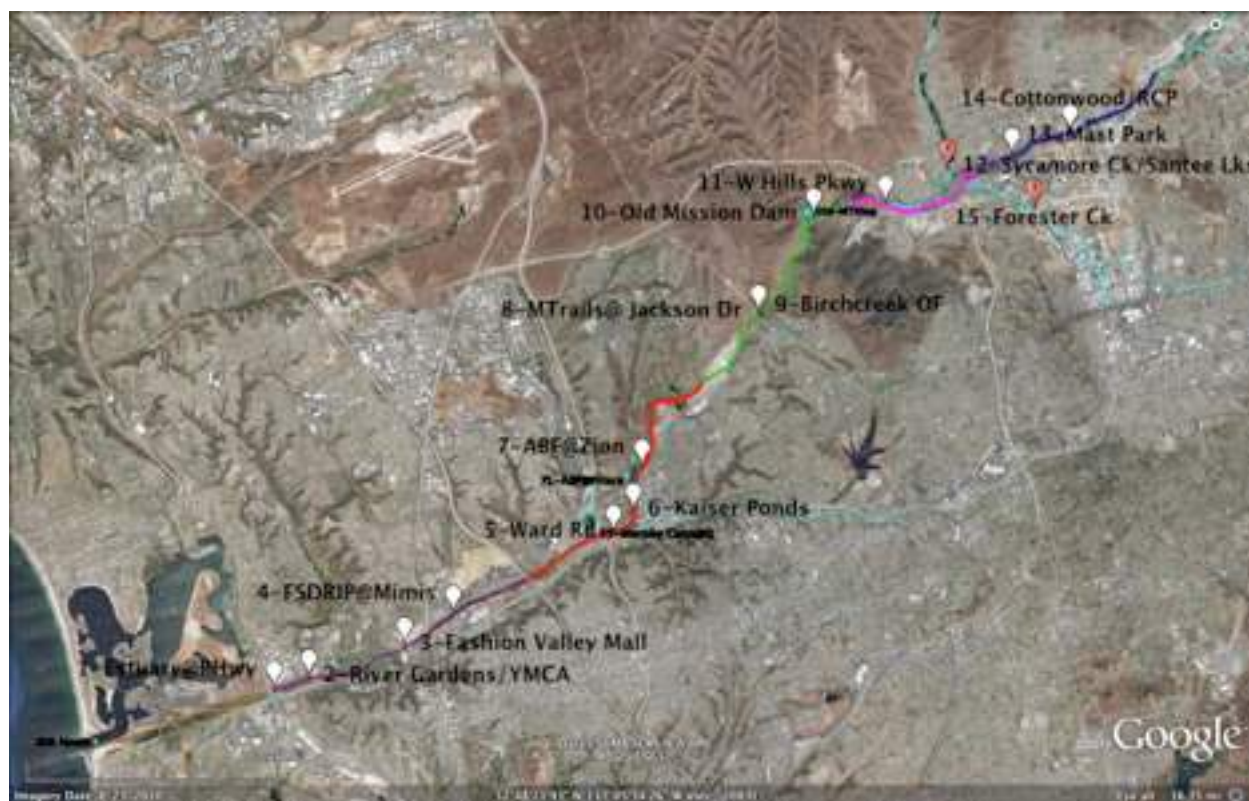 14-Cottonwood/RCP
13-Mast Park
12-Sycamore Ck/Santee Lks
11-W Hills Pkwy
10-Old Mission Dam
15-Forester Ck
8-MTrails@ Jackson Dr
9-Birchcreek OF
7-ABF@Zion
6-Kaiser Ponds
5-Ward Rd
4-FSDRIP@Mimis
3-Fashion Valley Mall
2-River Gardens/YMCA
Google